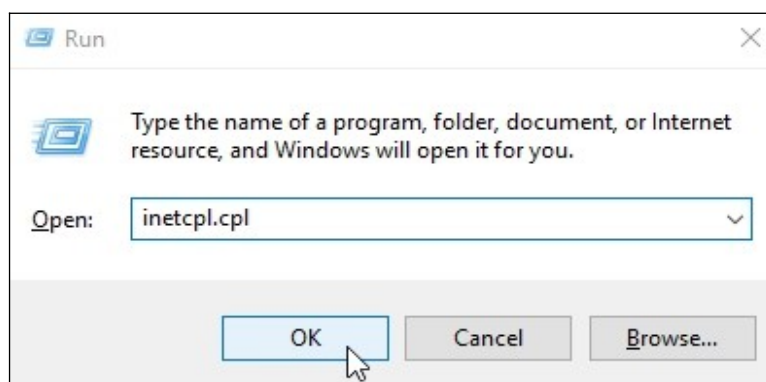 Run
Type the name of a program, folder, document, or Internet
resource, and Windows will open it for you.
Open: inetcpl.cpl
OK Cancel Browse...